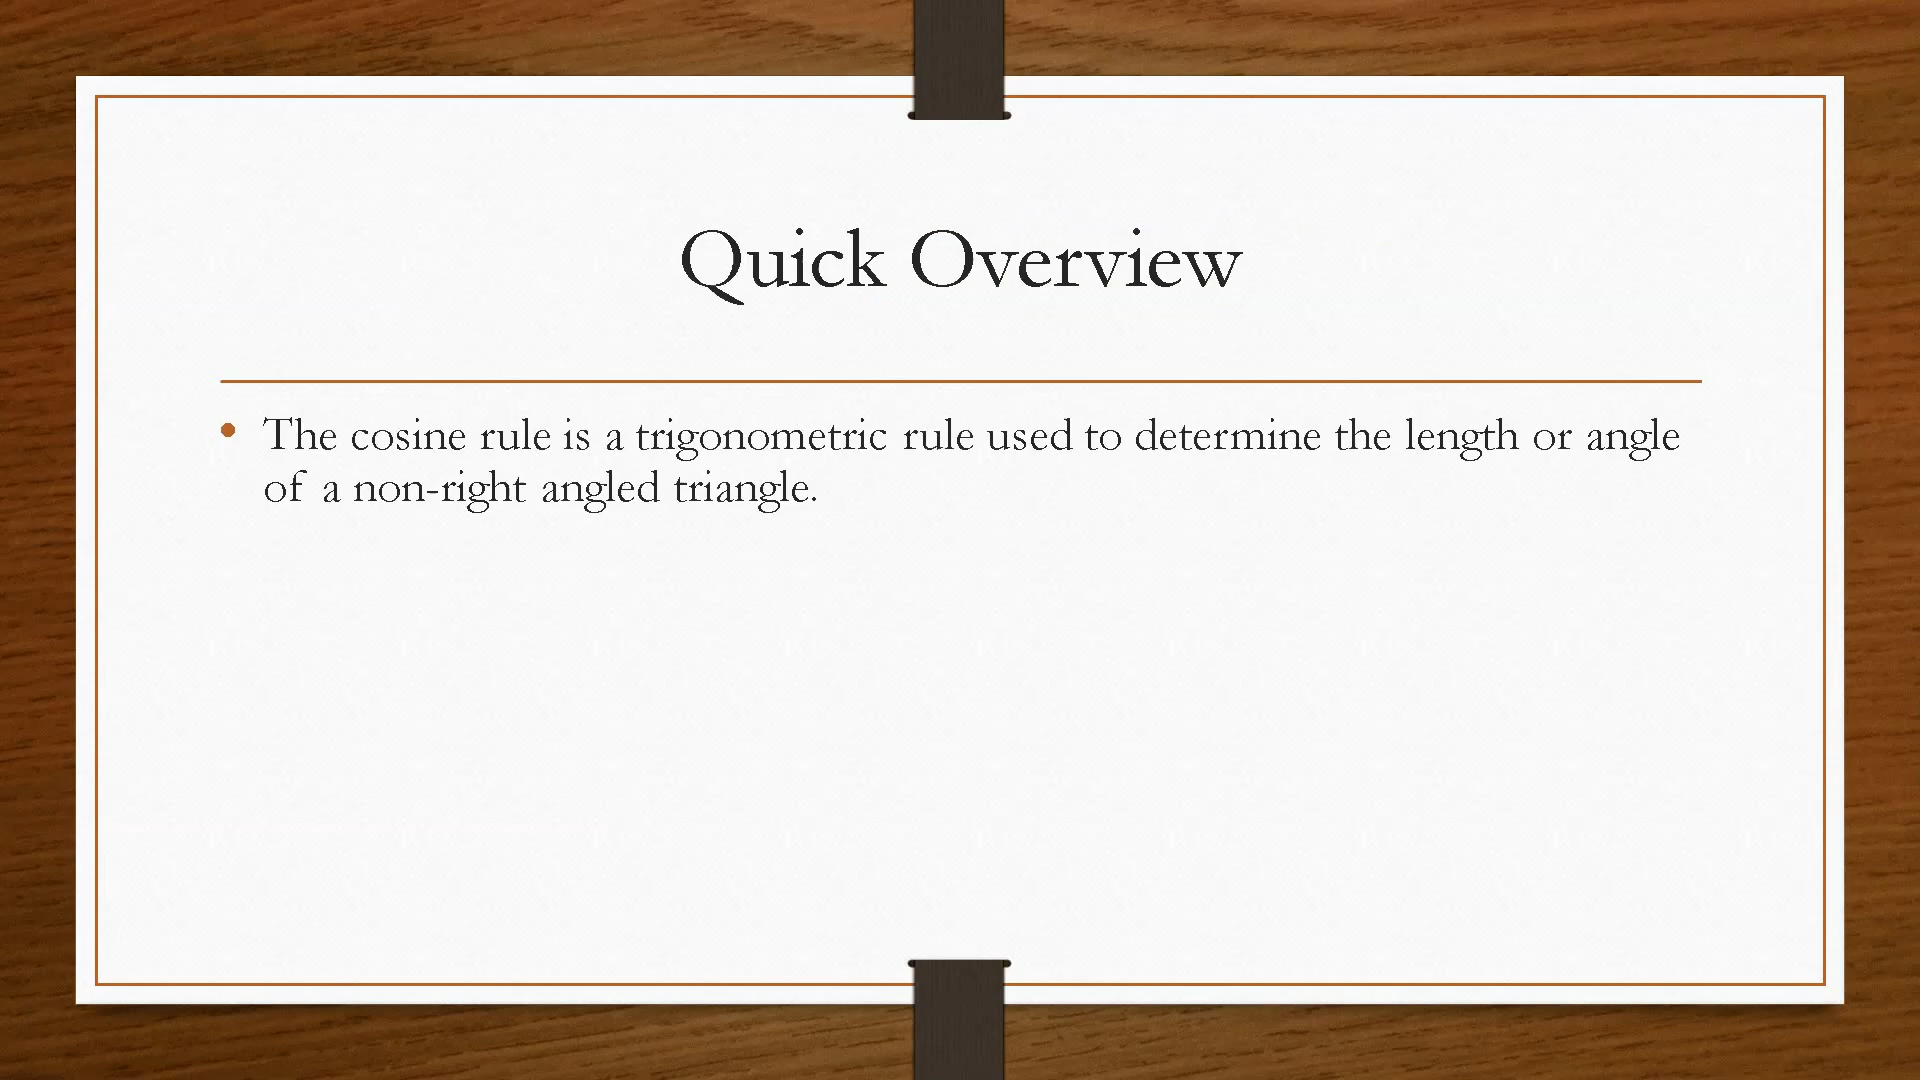 Quick Overview
• The cosine rule is a trigonometric rule used to determine the length or angle
of a non-right angled triangle.